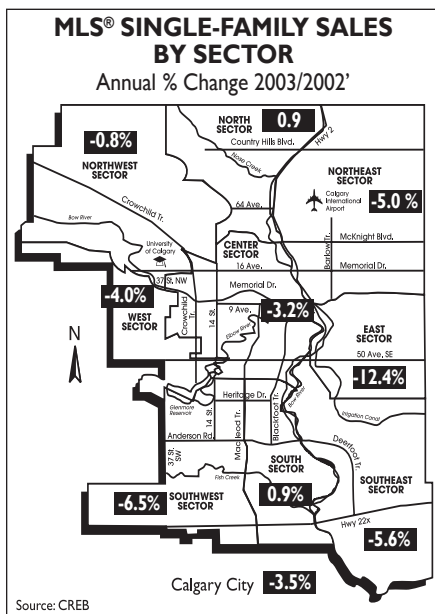 MLS® SINGLE-FAMILY SALES
BY SECTOR
Annual % Change 2003/2002’
NORTH
SECTOR
0.9
Country Hills Blvd.
Hwy 2
-0.8%
NORTHWEST
SECTOR
Nose Creek
NORTHEAST
SECTOR
Calgary
International
Airport
-5.0 %
Crowchild Tr.
64 Ave.
Bow River
University
of Calgary
CENTER
SECTOR
Barlow Tr.
McKnight Blvd.
16 Ave.
Memorial Dr.
37 St. NW
Memorial Dr.
-4.0%
WEST
SECTOR
Crowchild
Tr.
14 St.
9 Ave.
-3.2%
Elbow River
EAST
SECTOR
50 Ave, SE
-12.4%
N
Glenmore
Reservoir
Heritage Dr.
Bow River
Irrigation Canal
14 St.
Macleod Tr.
Blackfoot Tr.
Anderson Rd.
Deerfoot
Tr.
37 St.
SW
Fish Creek
SOUTH
SECTOR
0.9%
SOUTHEAST
SECTOR
-6.5%
SOUTHWEST
SECTOR
Hwy 22x
-5.6%
Calgary City
-3.5%
Source: CREB